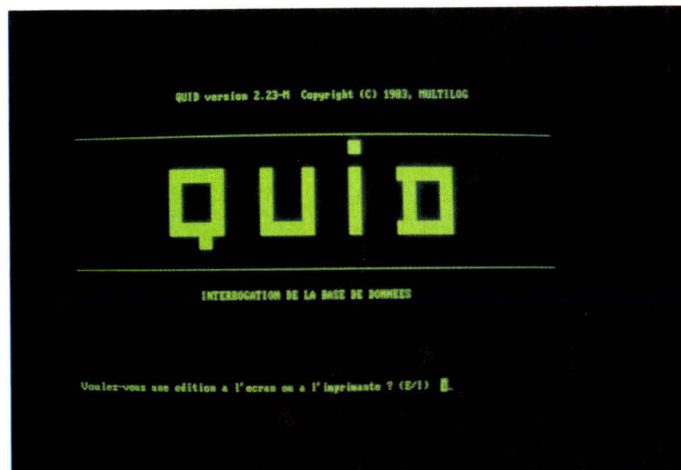 QUID version 2.23-M Copyright (C) 1983, MULTILOG
QUiD
INTERROGATION DE LA BASE DE DONNEES
Voulez-vous une edition a l'ecran ou a l'imprimante ? (E/I)